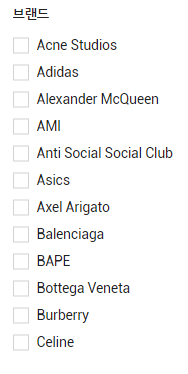 브랜드
Acne Studios
Adidas
Alexander McQueen
AMI
Anti Social Social Club
Asics
Axel Arigato
Balenciaga
BAPE
Bottega Veneta
Burberry
Celine